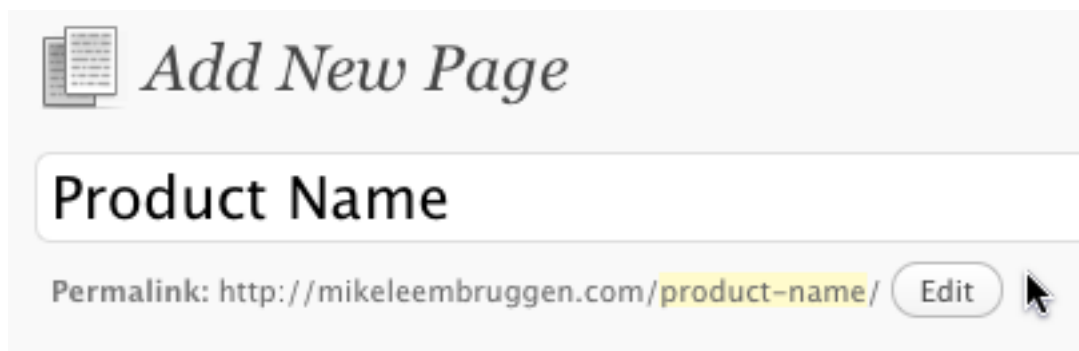 Add New Page
Product Name
Permalink: http://mikeleembruggen.com/product-name/ Edit